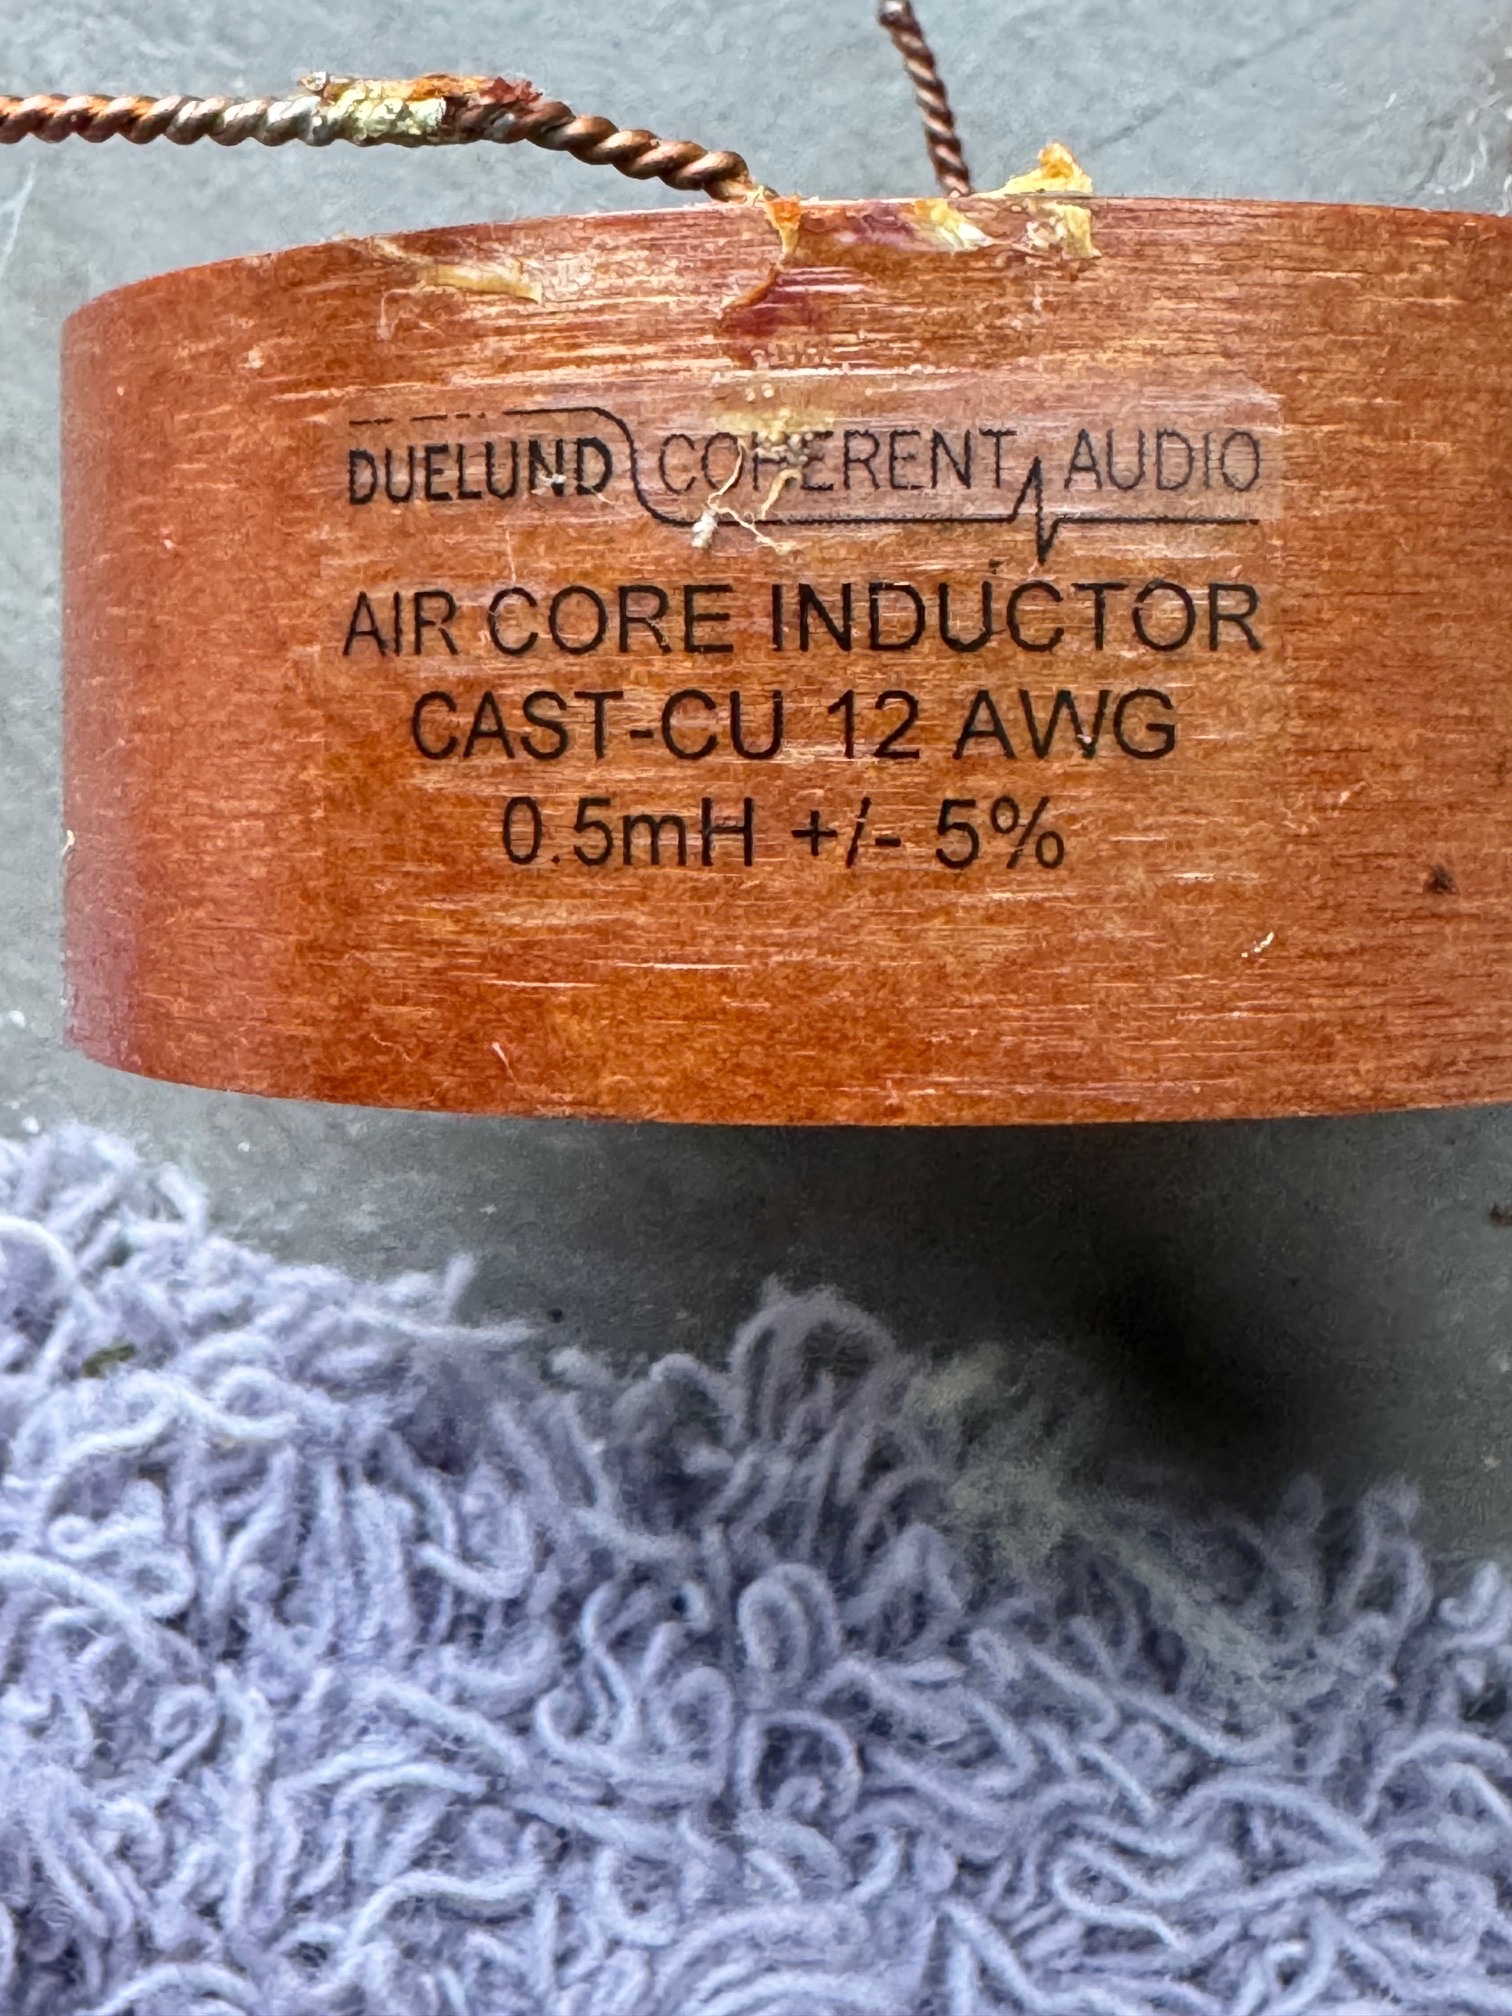 DUELUND COHERENT AUDIO
AIR CORE INDUCTOR
CAST-CU 12 AWG
0.5mH +/- 5%